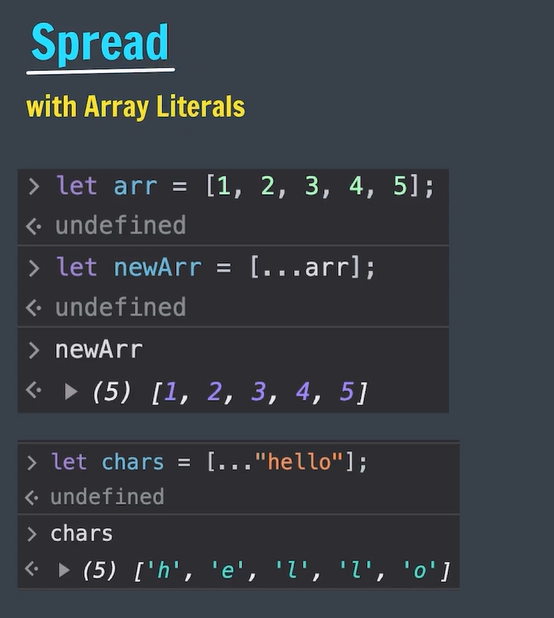 Spread
with Array Literals
> let arr = [1, 2, 3, 4, 5];
<· undefined
> let newArr = [...arr];
<· undefined
> newArr
<· ▶ (5) [1, 2, 3, 4, 5]
> let chars = [..."hello"];
<· undefined
> chars
<· ▶ (5) ['h', 'e', 'l', 'l', 'o']